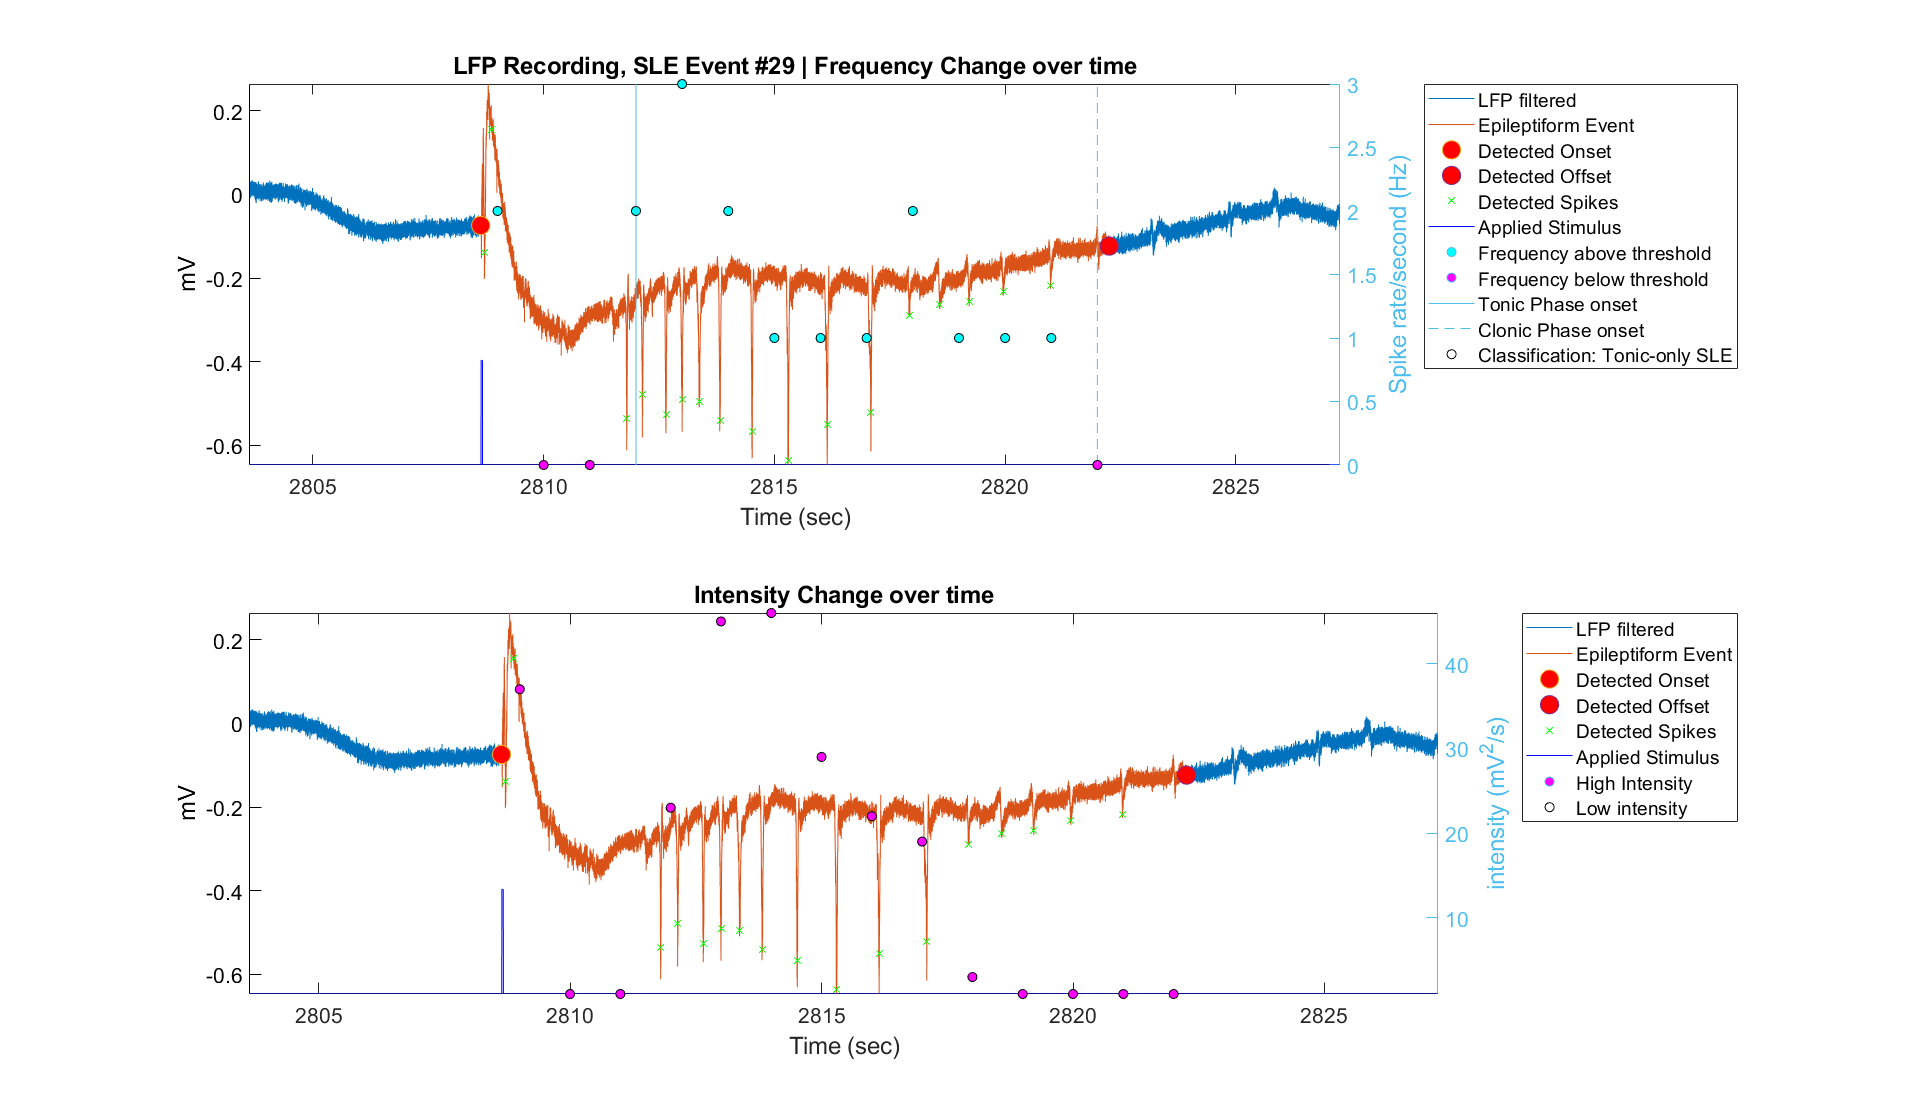 LFP Recording, SLE Event #29 | Frequency Change over time
0.2
0
-0.2
-0.4
-0.6
mV
2805
2810
2815
2820
2825
Time (sec)
3
2.5
2
1.5
1
0.5
0
Spike rate/second (Hz)
LFP filtered
Epileptiform Event
Detected Onset
Detected Offset
Detected Spikes
Applied Stimulus
Frequency above threshold
Frequency below threshold
Tonic Phase onset
Clonic Phase onset
Classification: Tonic-only SLE
Intensity Change over time
0.2
0
-0.2
-0.4
-0.6
mV
2805
2810
2815
2820
2825
Time (sec)
40
30
20
10
intensity (mV²/s)
LFP filtered
Epileptiform Event
Detected Onset
Detected Offset
Detected Spikes
Applied Stimulus
High Intensity
Low intensity